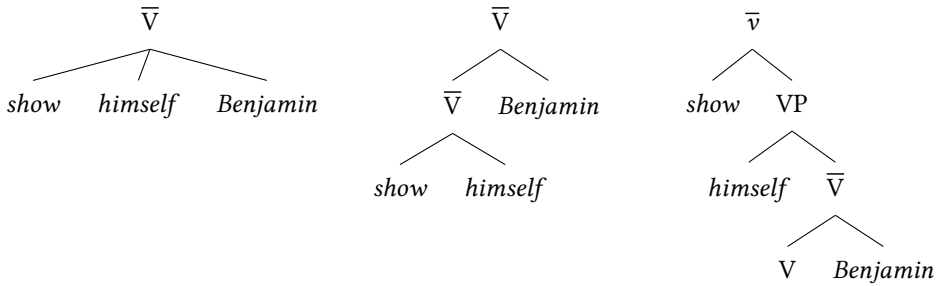 V̅ V̅ v̅
show himself Benjamin V̅ Benjamin show VP
show himself himself V̅
V Benjamin